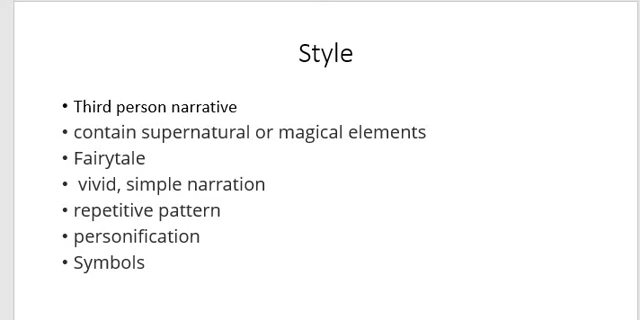 Style
• Third person narrative
• contain supernatural or magical elements
• Fairytale
• vivid, simple narration
• repetitive pattern
• personification
• Symbols